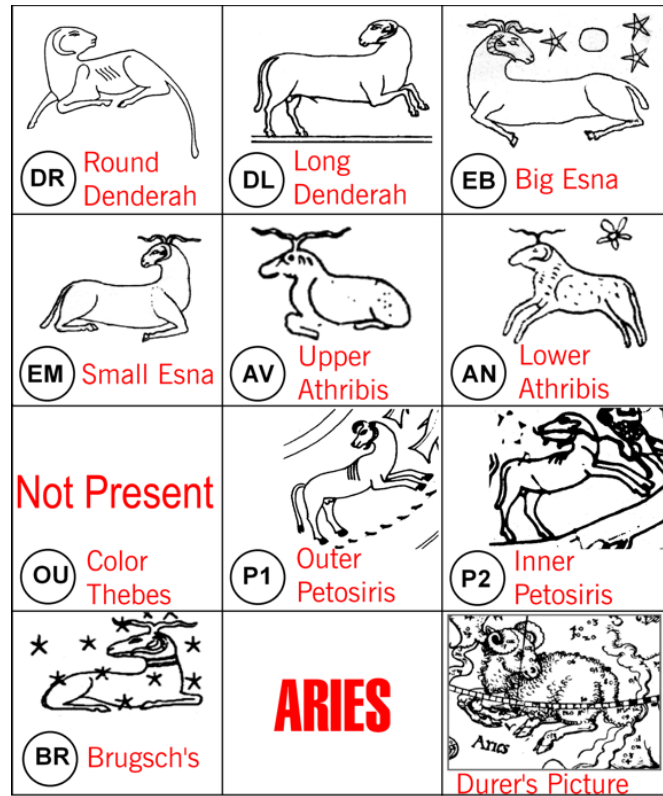 DR
Round
Denderah
DL
Long
Denderah
EB
Big Esna
EM
Small Esna
AV
Upper
Athribis
AN
Lower
Athribis
Not Present
OU
Color
Thebes
P1
Outer
Petosiris
P2
Inner
Petosiris
BR
Brugsch's
ARIES
Aries
Durer's Picture